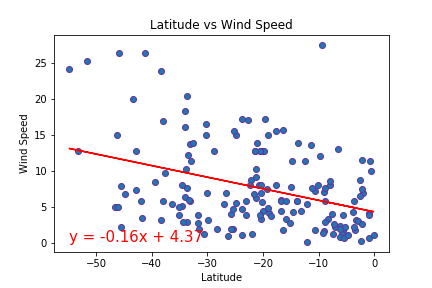 Latitude vs Wind Speed
Wind Speed
25
20
15
10
5
0
y = -0.16x + 4.37
−50 −40 −30 −20 −10 0
Latitude